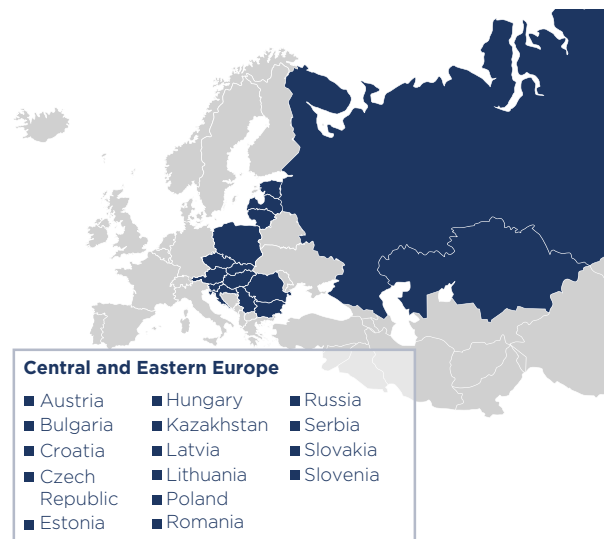 Central and Eastern Europe
Austria
Bulgaria
Croatia
Czech
Republic
Estonia
Hungary
Kazakhstan
Latvia
Lithuania
Poland
Romania
Russia
Serbia
Slovakia
Slovenia